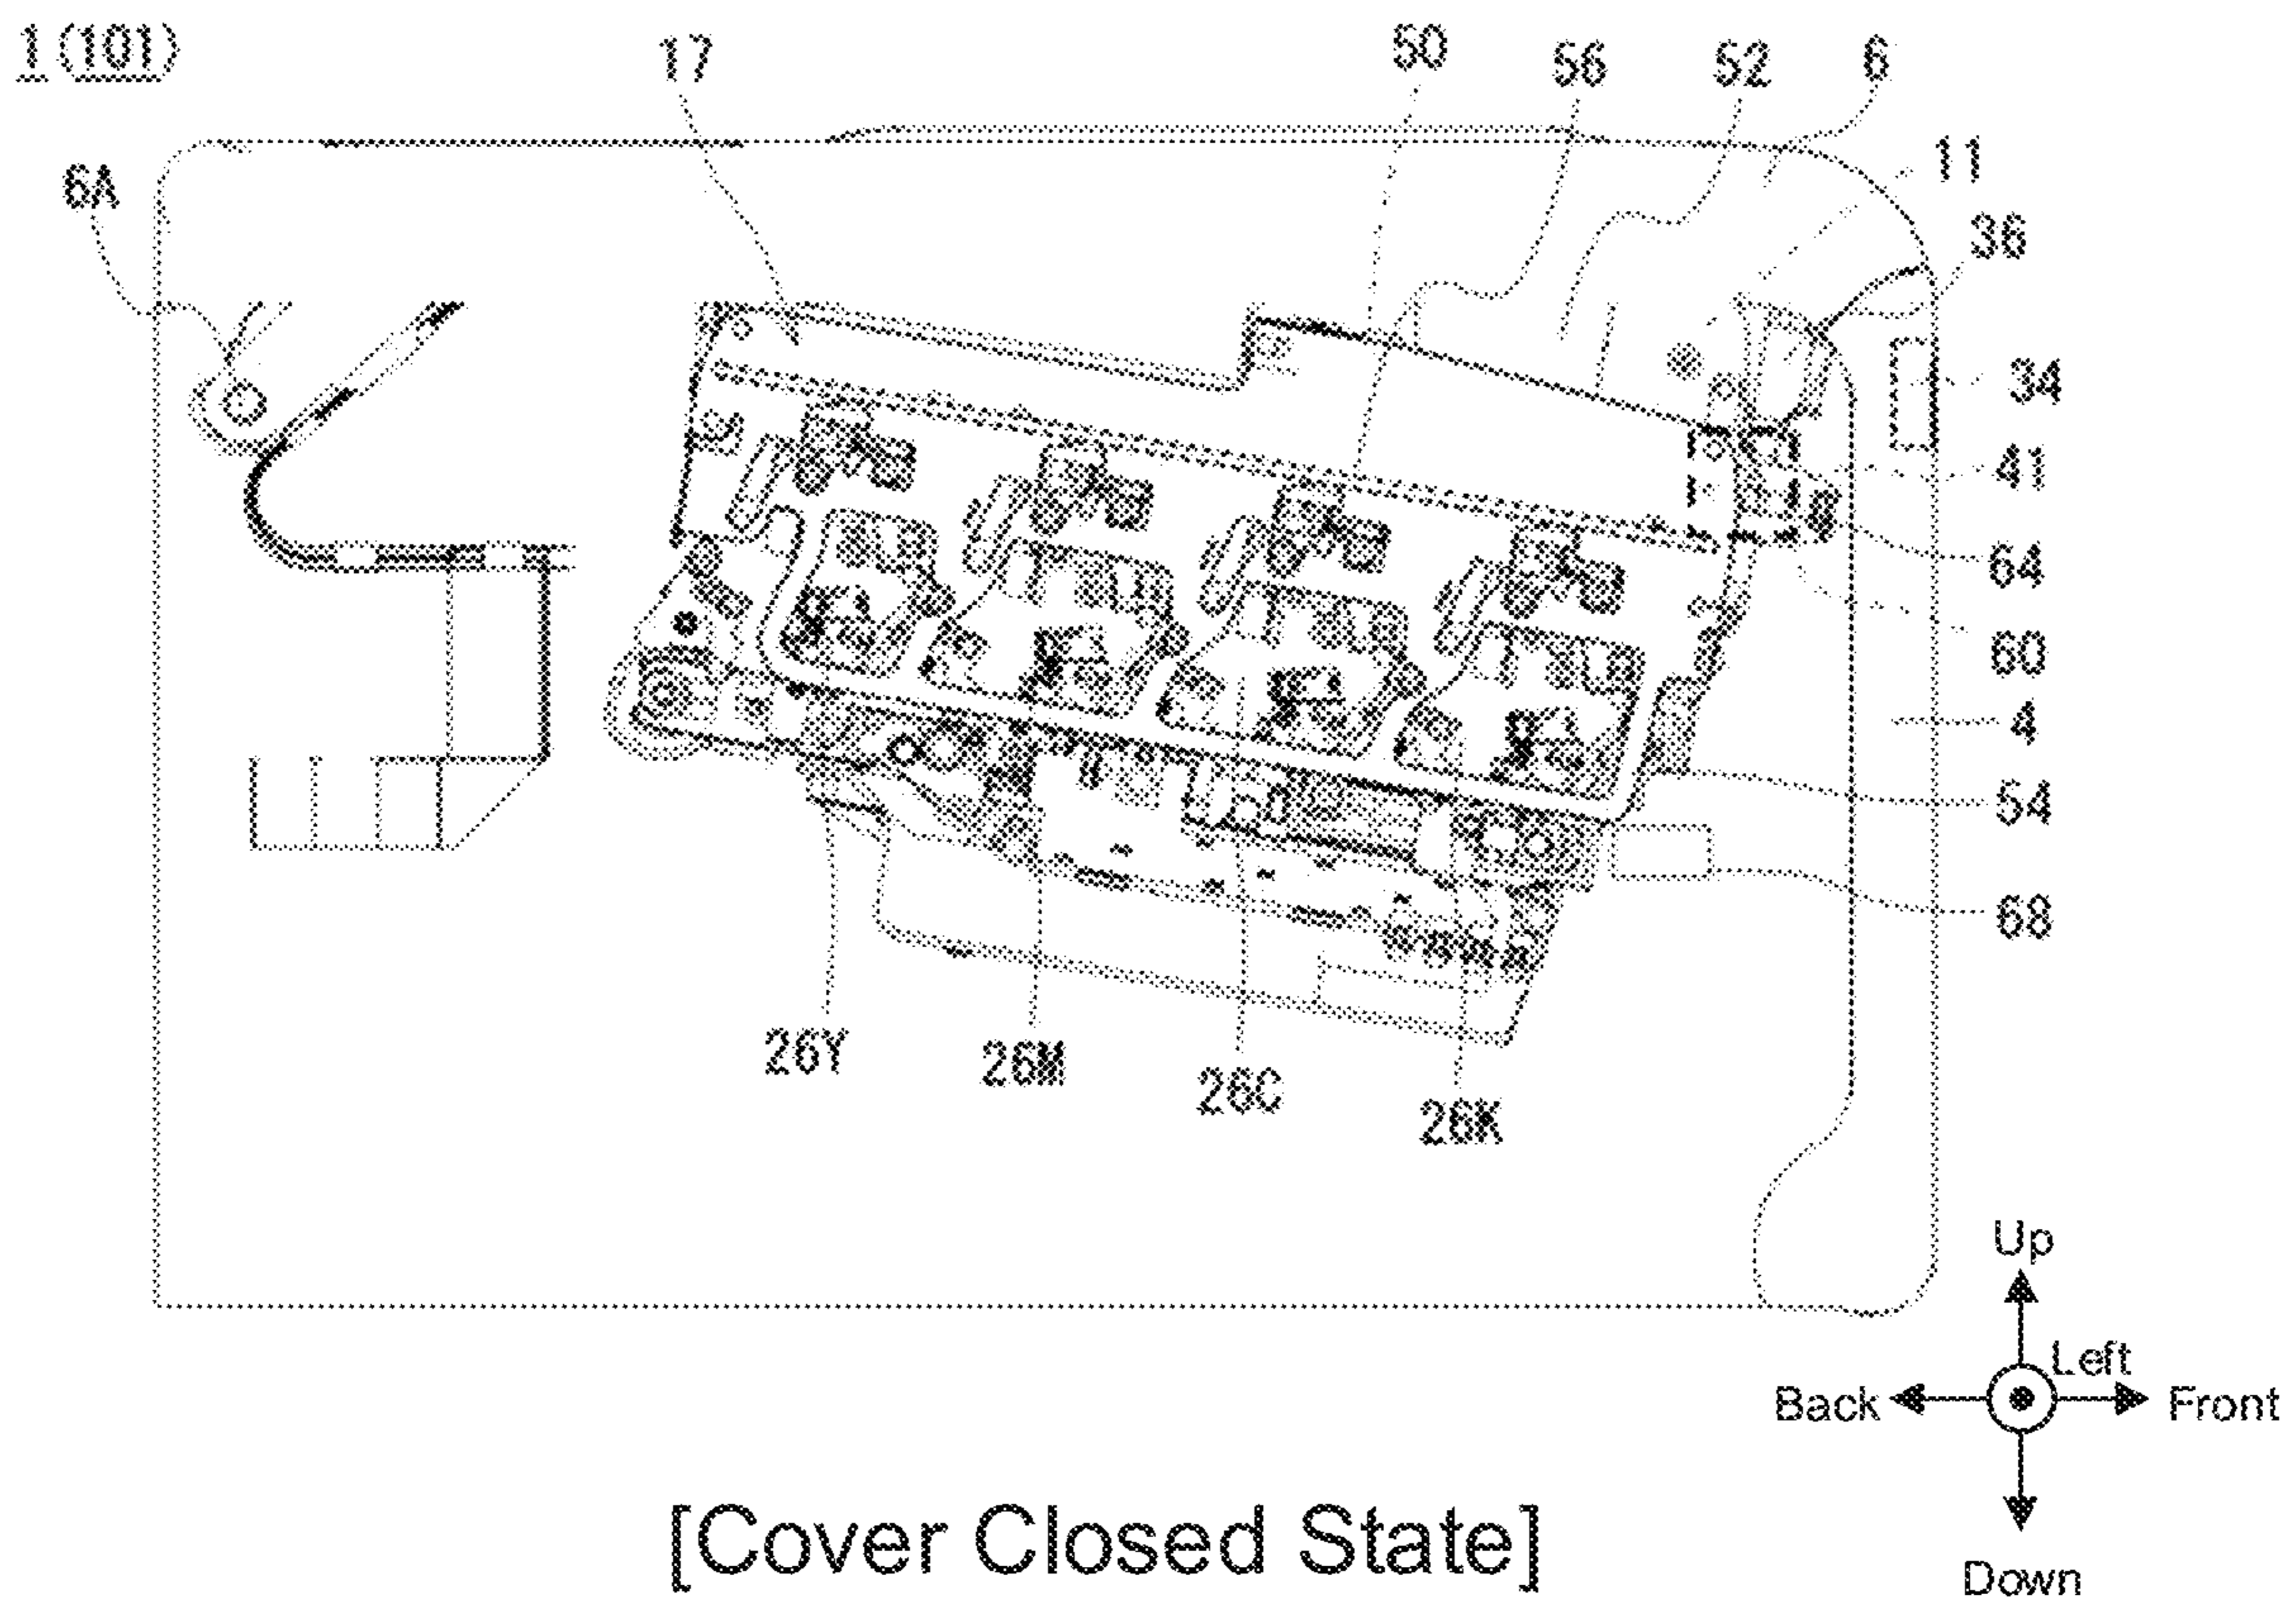 1(101)
17
50
56
52
6
11
6A
36
34
41
64
60
4
54
68
26Y
26M
26C
26K
Up
Left
Back
Front
Down
[Cover Closed State]